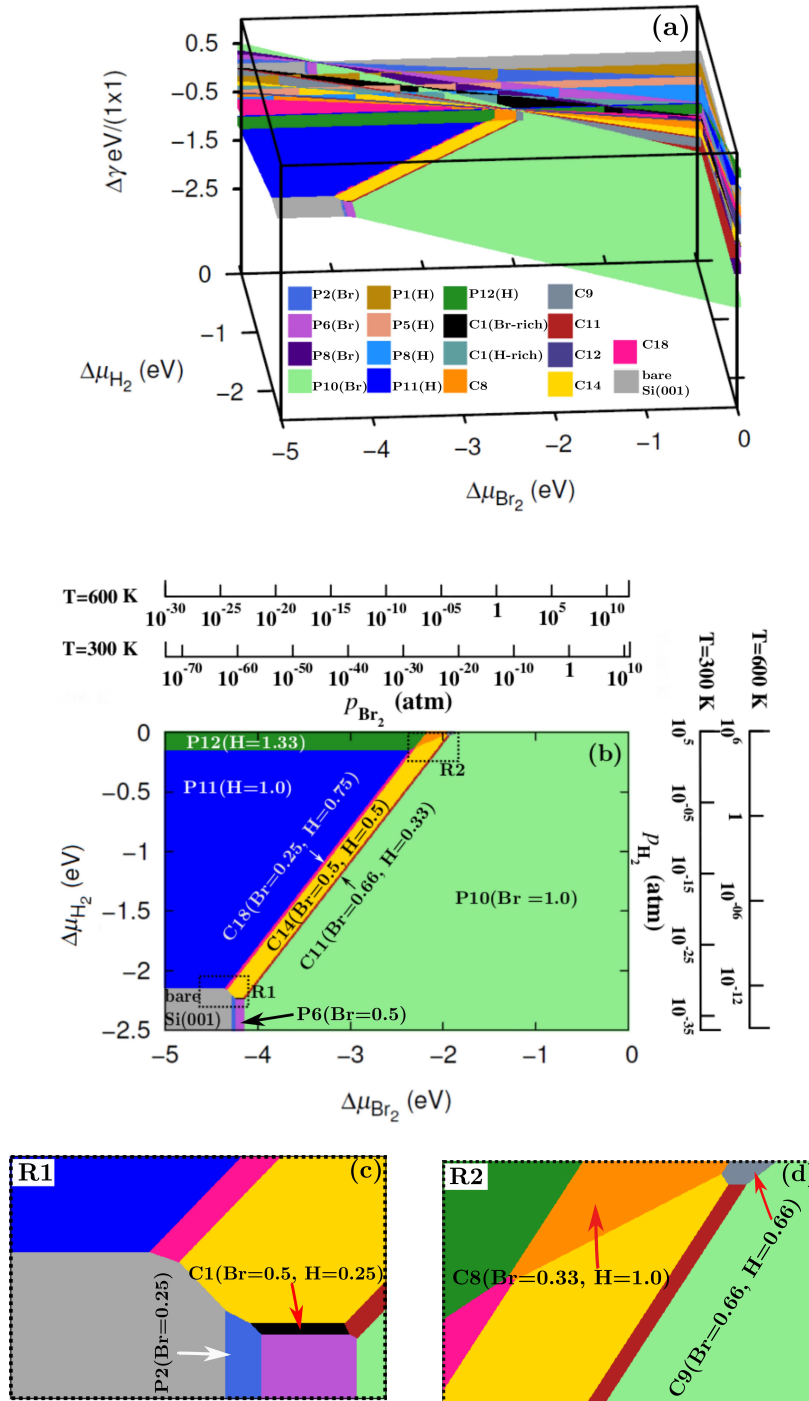 (a)
Δγ eV/(1x1)
0.5
−0.5
−1.5
−2.5
0
−1
−2
Δμ_H₂ (eV)
P2(Br)
P1(H)
P12(H)
C9
P6(Br)
P5(H)
C1(Br-rich)
C11
P8(Br)
P8(H)
C1(H-rich)
C12
C18
P10(Br)
P11(H)
C8
C14
bare
Si(001)
−5
−4
−3
−2
−1
0
Δμ_Br₂ (eV)
T=600 K
10^-30 10^-25 10^-20 10^-15 10^-10 10^-05 1 10^5 10^10
T=300 K
10^-70 10^-60 10^-50 10^-40 10^-30 10^-20 10^-10 1 10^10
p_Br₂ (atm)
(b)
P12(H=1.33)
R2
P11(H=1.0)
C18(Br=0.25, H=0.75)
C14(Br=0.5, H=0.5)
C11(Br=0.66, H=0.33)
P10(Br =1.0)
bare
Si(001)
R1
P6(Br=0.5)
0
−0.5
−1
−1.5
−2
−2.5
Δμ_H₂ (eV)
−5 −4 −3 −2 −1 0
Δμ_Br₂ (eV)
p_H₂ (atm)
T=300 K
10^5 10^-05 10^-15 10^-25 10^-35
T=600 K
10^6 1 10^-06 10^-12
R1
(c)
C1(Br=0.5, H=0.25)
P2(Br=0.25)
R2
(d)
C8(Br=0.33, H=1.0)
C9(Br=0.66, H=0.66)